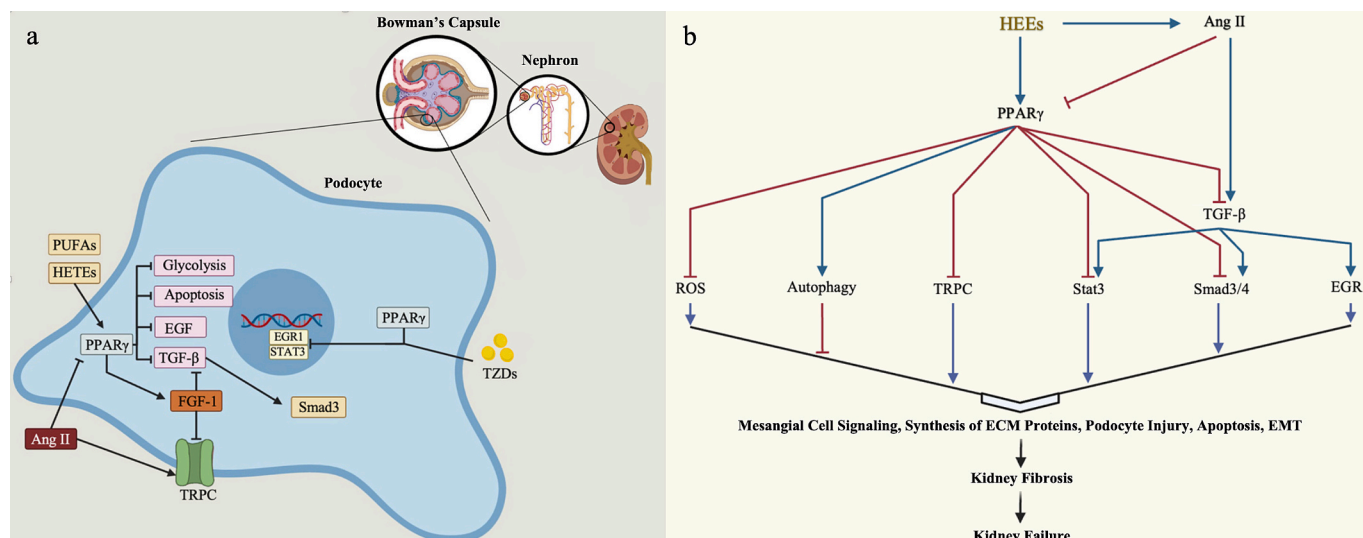 a
Bowman's Capsule
Nephron
Podocyte
PUFAs
HETEs
Glycolysis
Apoptosis
EGF
PPARγ
TGF-β
FGF-1
Ang II
TRPC
Smad3
EGR1
STAT3
PPARγ
TZDs
b
HEEs
Ang II
PPARγ
TGF-β
ROS
Autophagy
TRPC
Stat3
Smad3/4
EGR
Mesangial Cell Signaling, Synthesis of ECM Proteins, Podocyte Injury, Apoptosis, EMT
Kidney Fibrosis
Kidney Failure